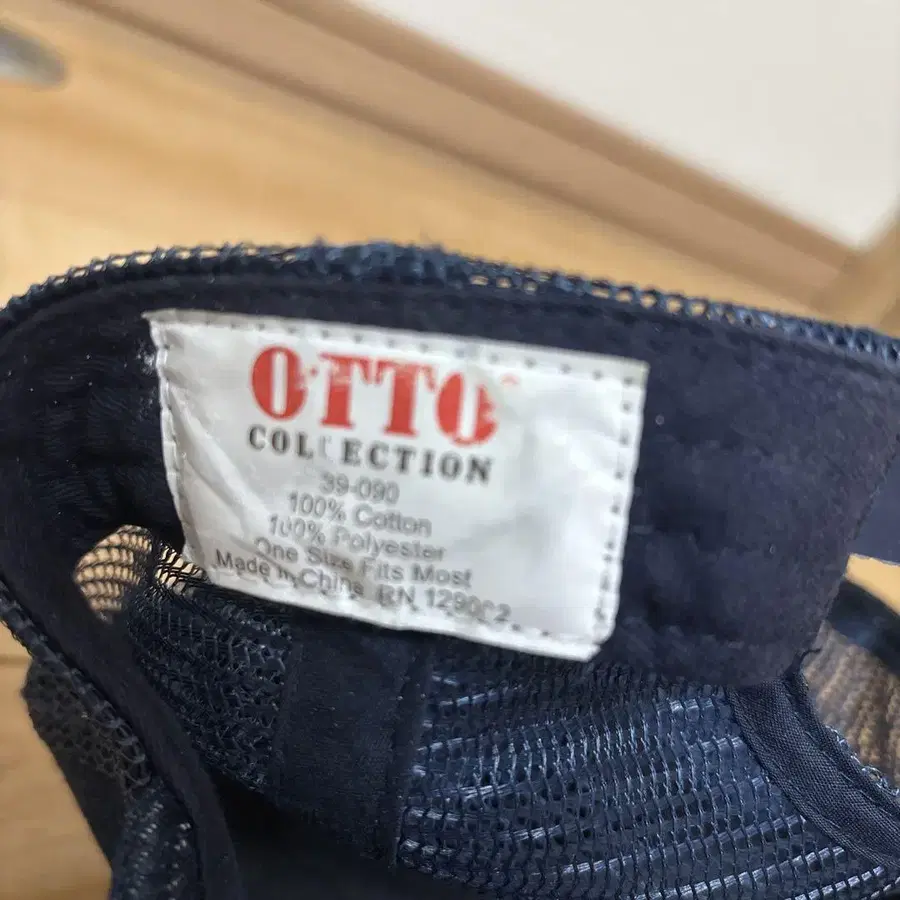 OTTO
COLLECTION
39-090
100% Cotton
100% Polyester
One Size Fits Most
Made in China RN 129002